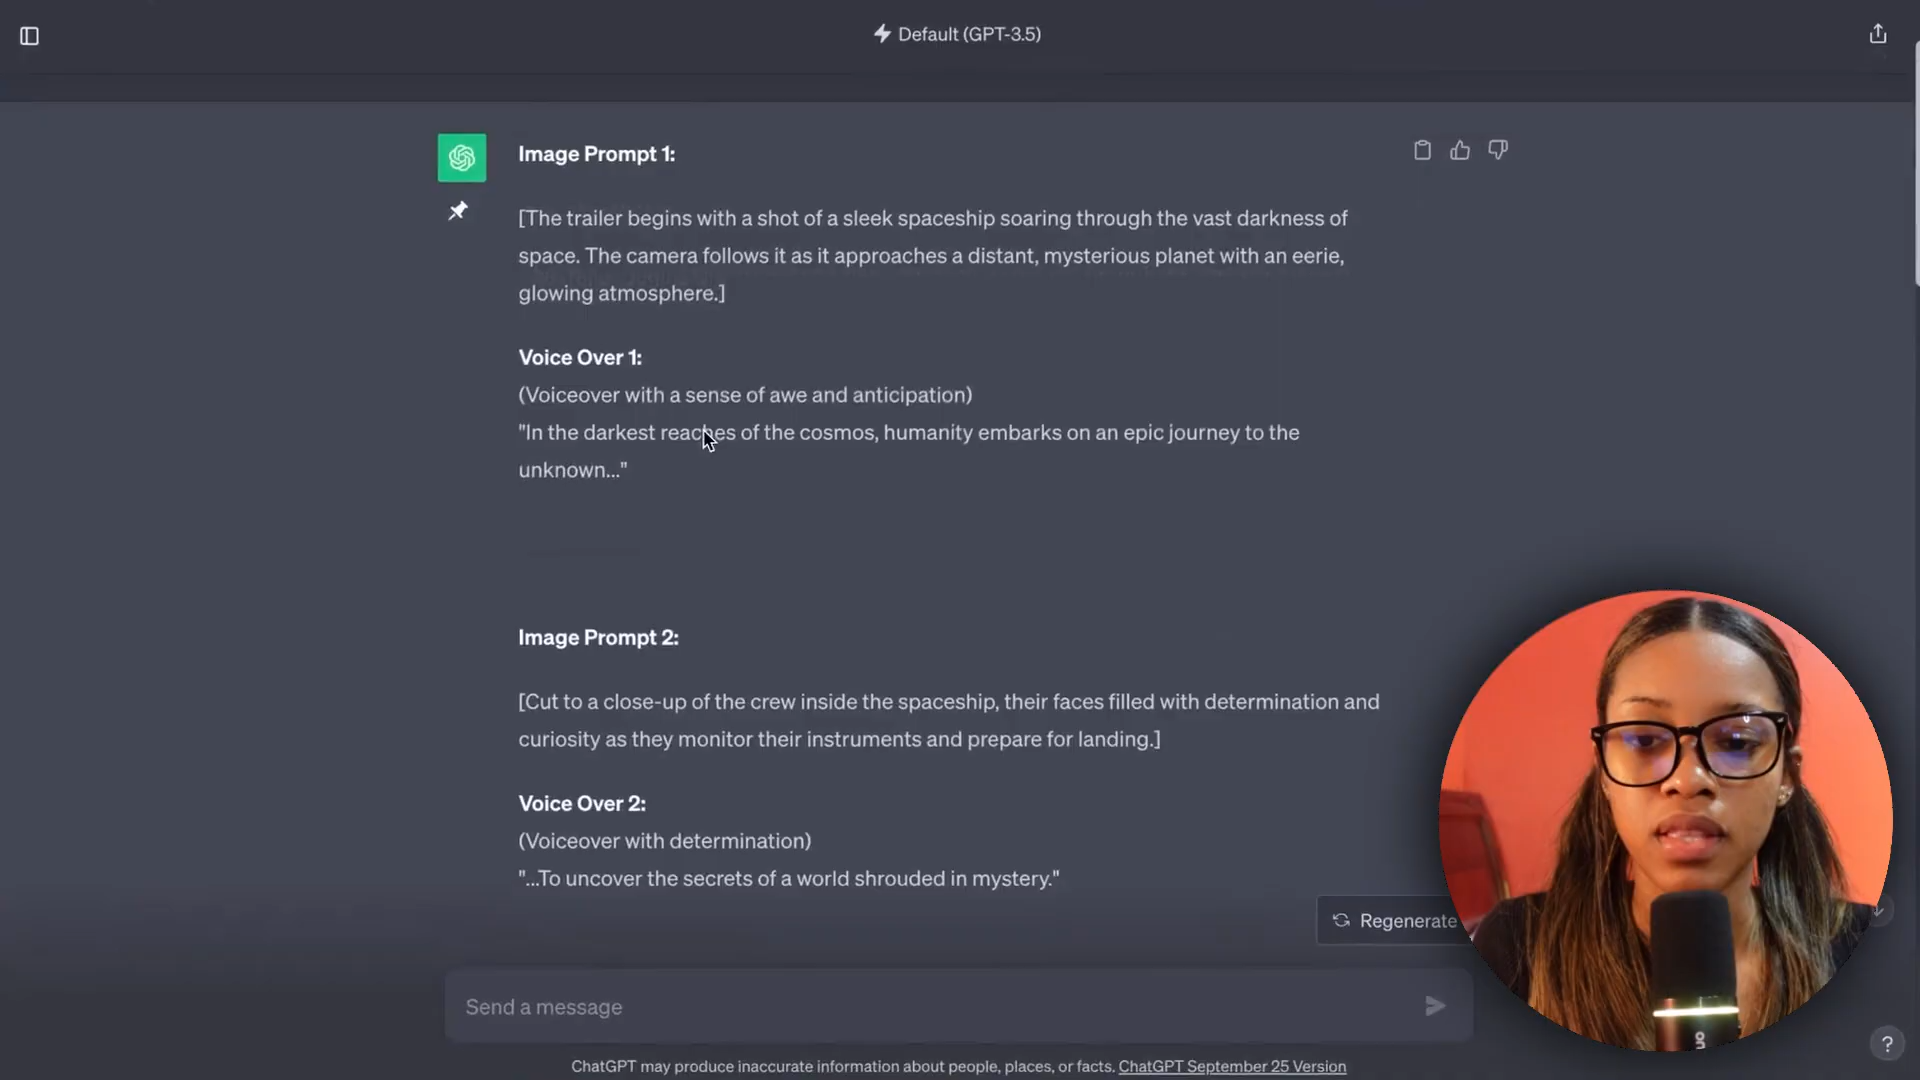 Default (GPT-3.5)
Image Prompt 1:
[The trailer begins with a shot of a sleek spaceship soaring through the vast darkness of
space. The camera follows it as it approaches a distant, mysterious planet with an eerie,
glowing atmosphere.]
Voice Over 1:
(Voiceover with a sense of awe and anticipation)
"In the darkest reaches of the cosmos, humanity embarks on an epic journey to the
unknown..."
Image Prompt 2:
[Cut to a close-up of the crew inside the spaceship, their faces filled with determination and
curiosity as they monitor their instruments and prepare for landing.]
Voice Over 2:
(Voiceover with determination)
"...To uncover the secrets of a world shrouded in mystery."
Regenerate
Send a message
ChatGPT may produce inaccurate information about people, places, or facts. ChatGPT September 25 Version
?